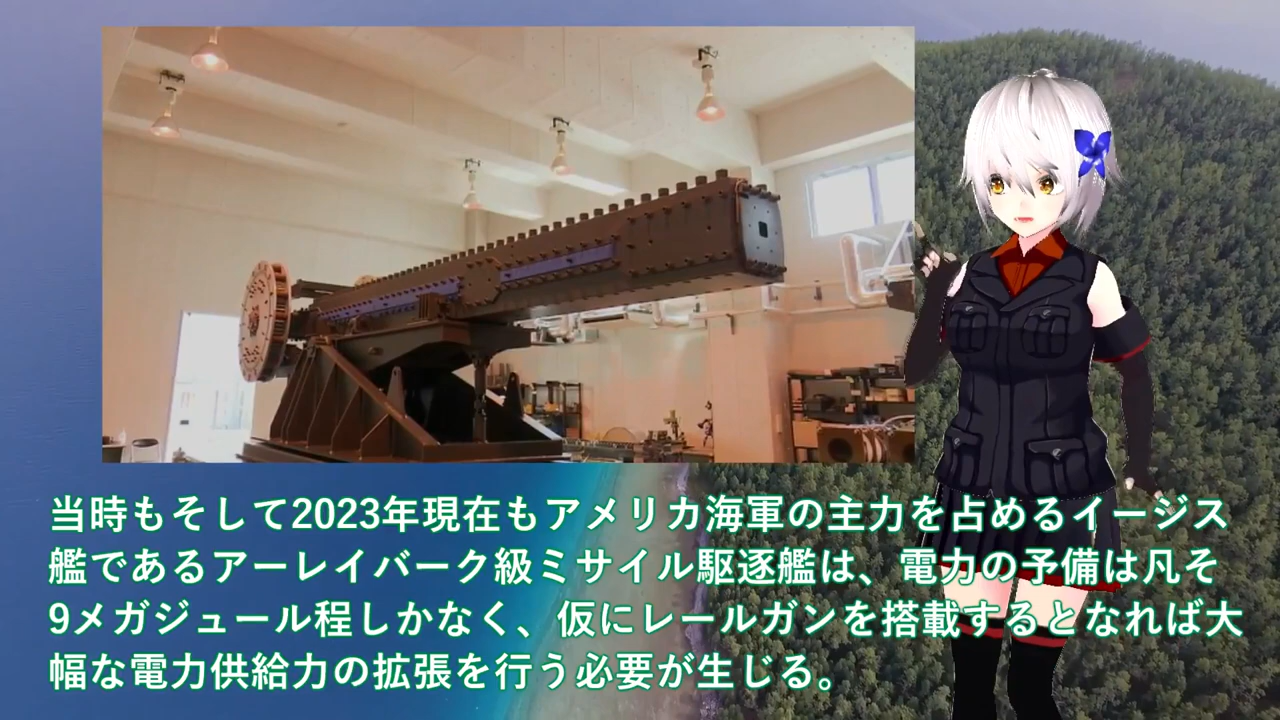 当時もそして2023年現在もアメリカ海軍の主力を占めるイージス
艦であるアーレイバーク級ミサイル駆逐艦は、電力の予備は凡そ
9メガジュール程しかなく、仮にレールガンを搭載するとなれば大
幅な電力供給力の拡張を行う必要が生じる。